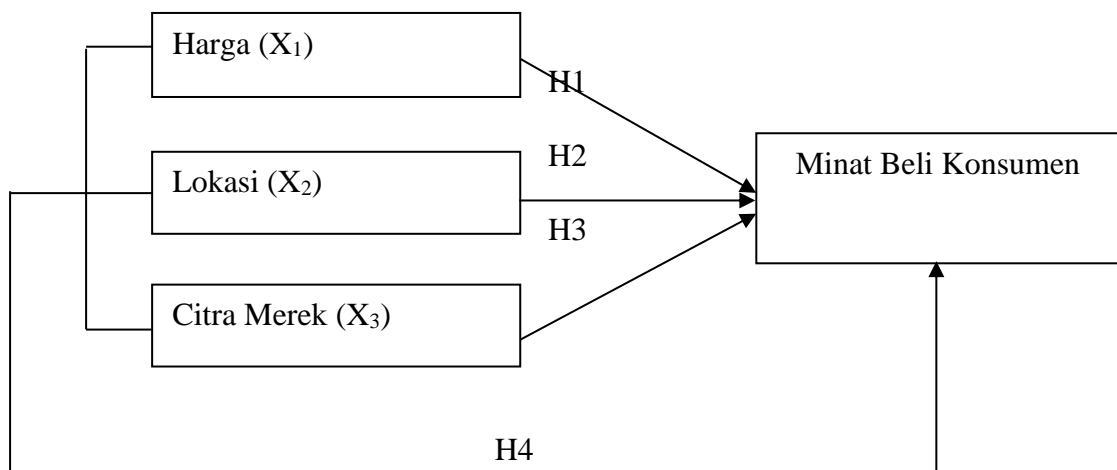 Harga (X₁)
H1
H2
Lokasi (X₂)
Minat Beli Konsumen
H3
Citra Merek (X₃)
H4